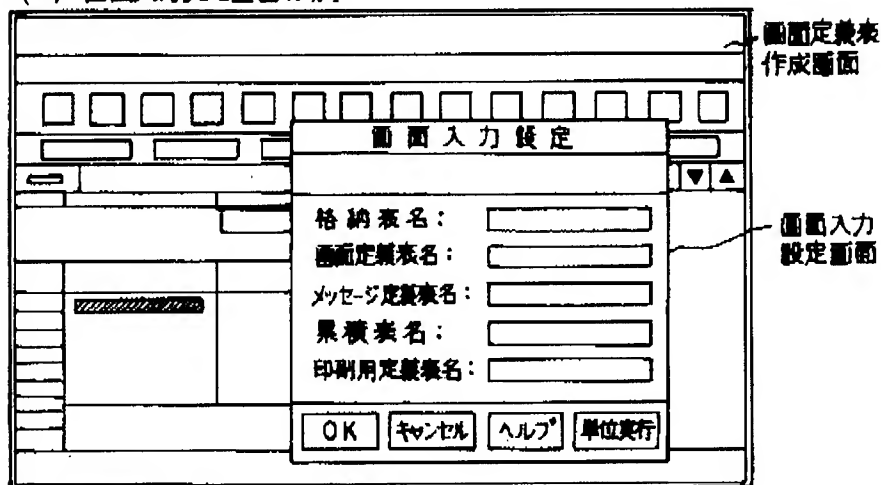 画面定義表
作成画面
画面入力設定
格納表名：
画面定義表名：
メッセージ定義表名：
累積表名：
印刷用定義表名：
画面入力
設定画面
OK
キャンセル
ヘルプ
単位実行